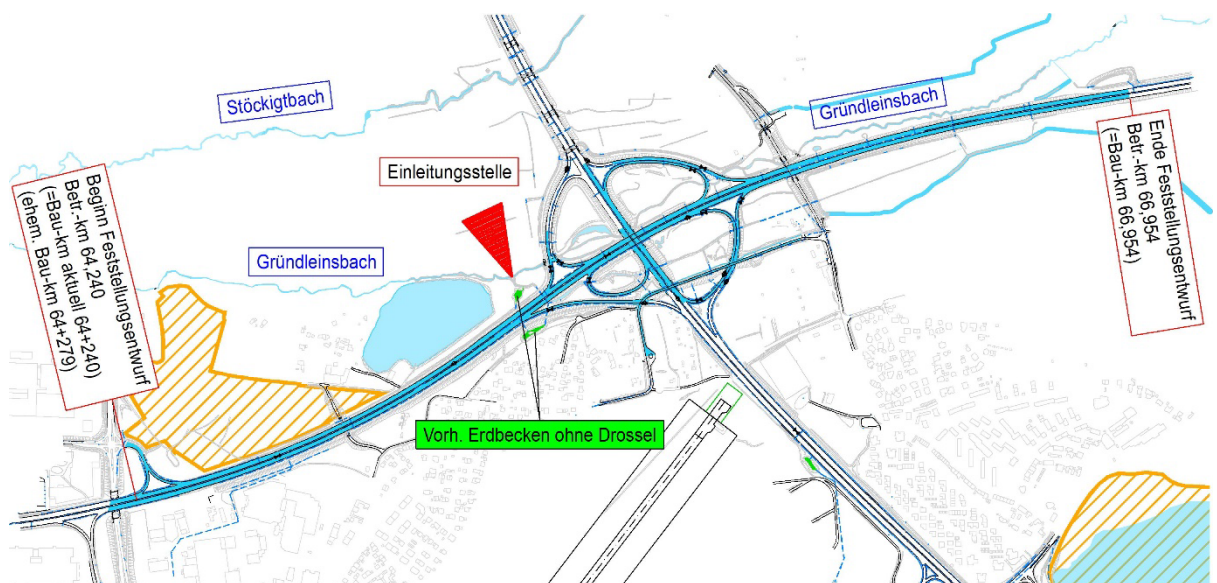 Stöckigtbach
Gründleinsbach
Einleitungsstelle
Gründleinsbach
Beginn Feststellungsentwurf
Betr.-km 64,240
(=Bau-km aktuell 64+240)
(ehem. Bau-km 64+279)
Ende Feststellungsentwurf
Betr.-km 66,954
(=Bau-km 66,954)
Vorh. Erdbecken ohne Drossel